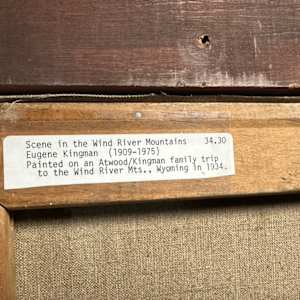 Scene in the Wind River Mountains 34.30
Eugene Kingman (1909-1975)
Painted on an Atwood/Kingman family trip
to the Wind River Mts., Wyoming in 1934.